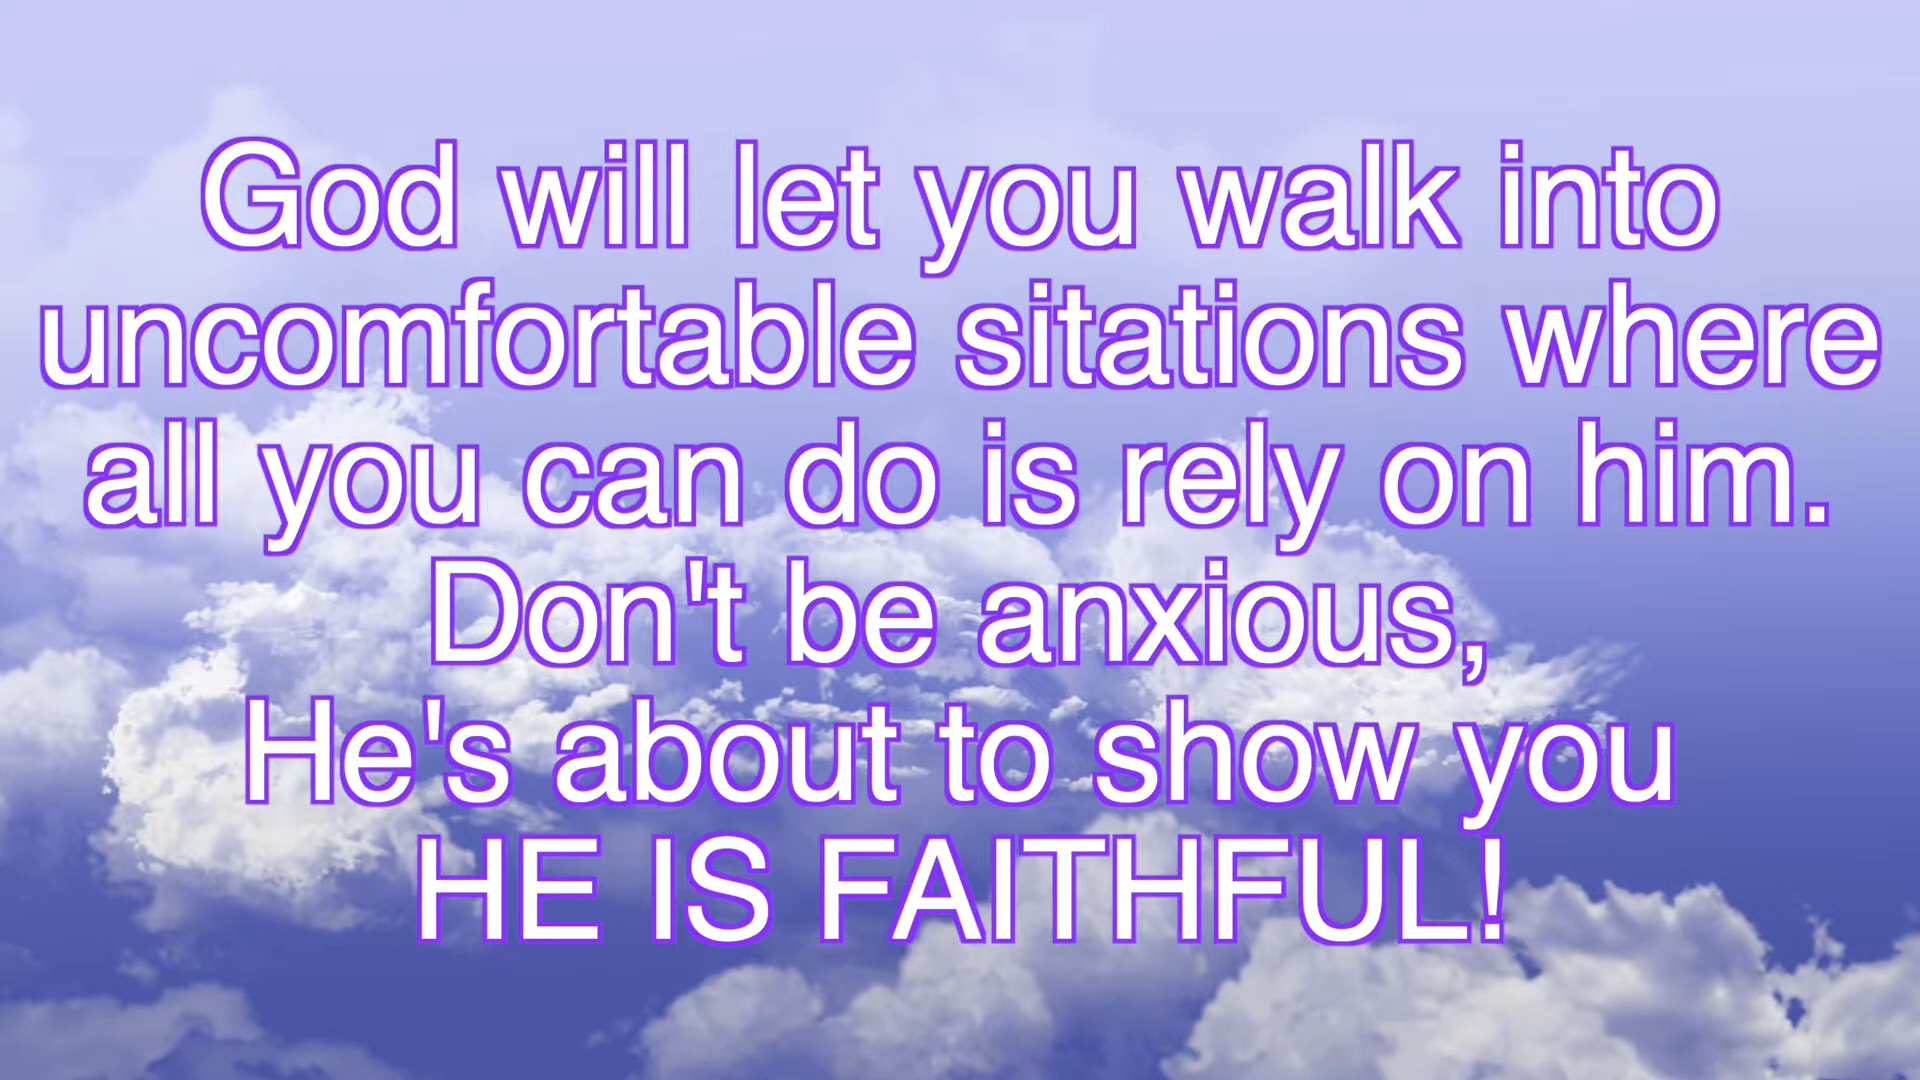 God will let you walk into
uncomfortable sitations where
all you can do is rely on him.
Don't be anxious,
He's about to show you
HE IS FAITHFUL!